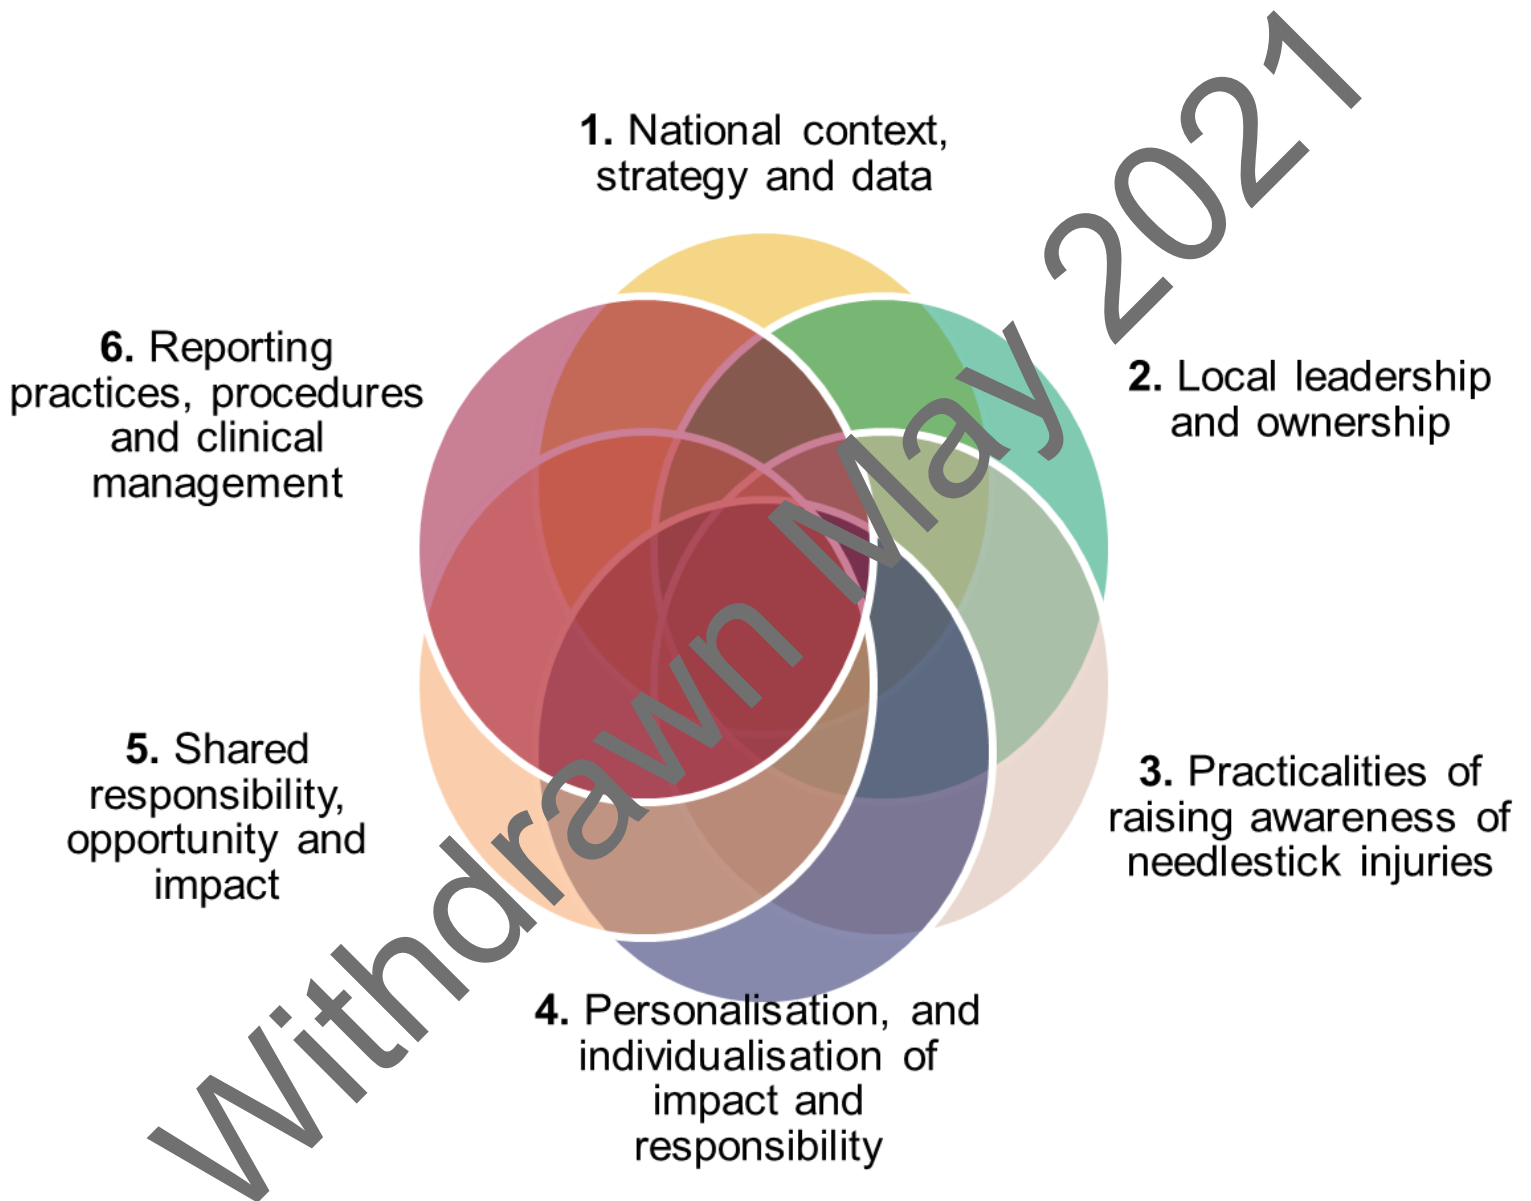 1. National context,
strategy and data
2. Local leadership
and ownership
3. Practicalities of
raising awareness of
needlestick injuries
4. Personalisation, and
individualisation of
impact and
responsibility
5. Shared
responsibility,
opportunity and
impact
6. Reporting
practices, procedures
and clinical
management
Withdrawn May 2021